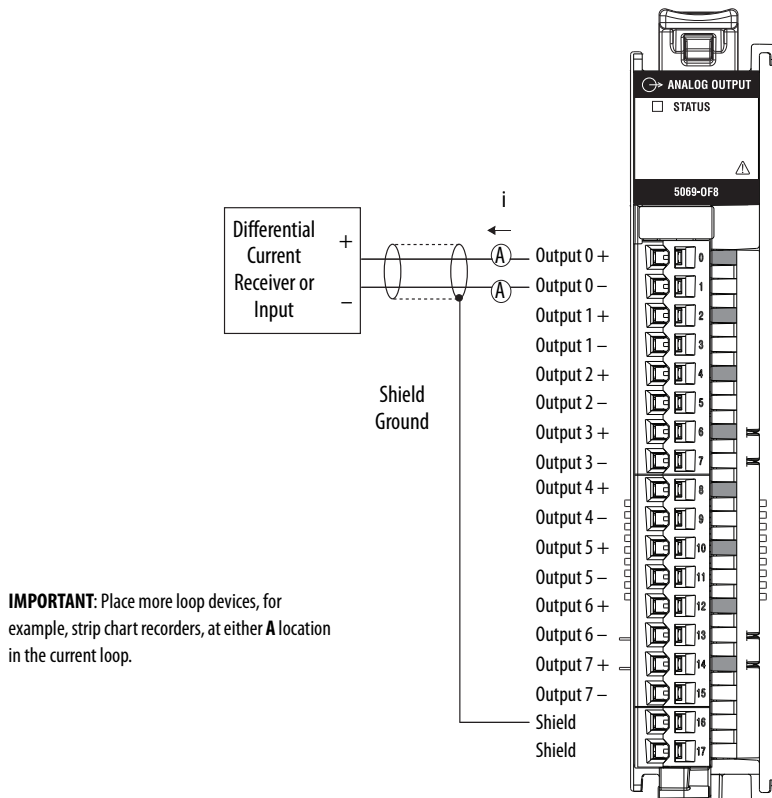 ANALOG OUTPUT
STATUS
5069-OF8
i
Differential
Current
Receiver or
Input
+
–
A
A
Output 0 +
Output 0 –
Output 1 +
Output 1 –
Output 2 +
Output 2 –
Output 3 +
Output 3 –
Output 4 +
Output 4 –
Output 5 +
Output 5 –
Output 6 +
Output 6 –
Output 7 +
Output 7 –
Shield
Shield
0
1
2
3
4
5
6
7
8
9
10
11
12
13
14
15
16
17
Shield
Ground
IMPORTANT: Place more loop devices, for
example, strip chart recorders, at either A location
in the current loop.